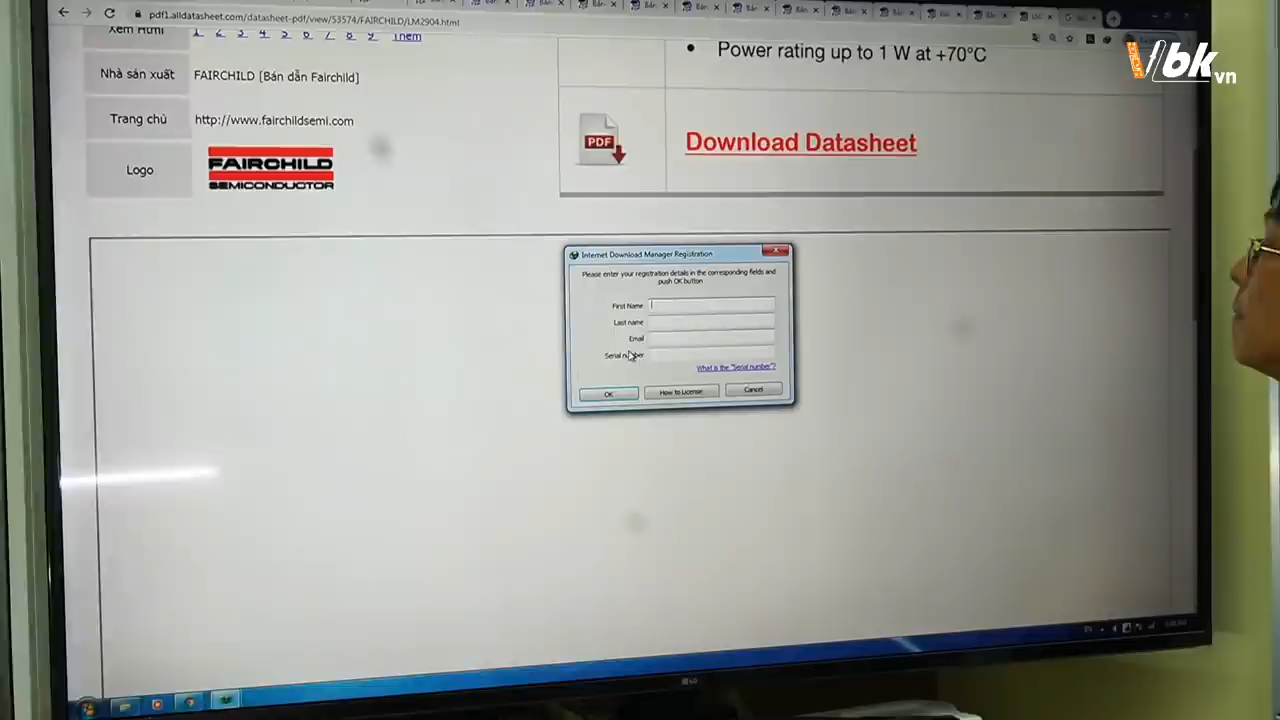 pdf1.alldatasheet.com/datasheet-pdf/view/53574/FAIRCHILD/LM2904.html
Vbk.vn
Xem Html
1 2 3 4 5 6 7 8 9
Nhà sản xuất
FAIRCHILD [Bán dẫn Fairchild]
Trang chủ
http://www.fairchildsemi.com
Logo
FAIRCHILD
SEMICONDUCTOR
• Power rating up to 1 W at +70°C
PDF
Download Datasheet
Internet Download Manager Registration
Please enter your registration details in the corresponding fields and
push OK button
First Name
Last name
Email
Serial number
What is the "Serial number"?
OK
How to License
Cancel
LG